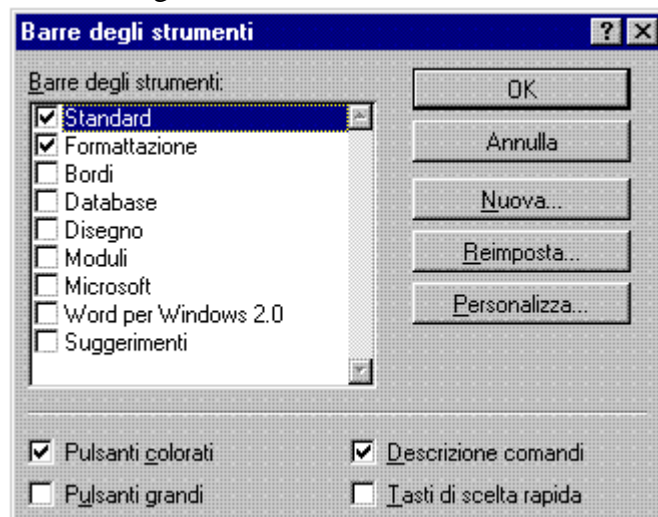 Barre degli strumenti
Barre degli strumenti:
Standard
Formattazione
Bordi
Database
Disegno
Moduli
Microsoft
Word per Windows 2.0
Suggerimenti
OK
Annulla
Nuova...
Reimposta...
Personalizza...
Pulsanti colorati
Descrizione comandi
Pulsanti grandi
Tasti di scelta rapida